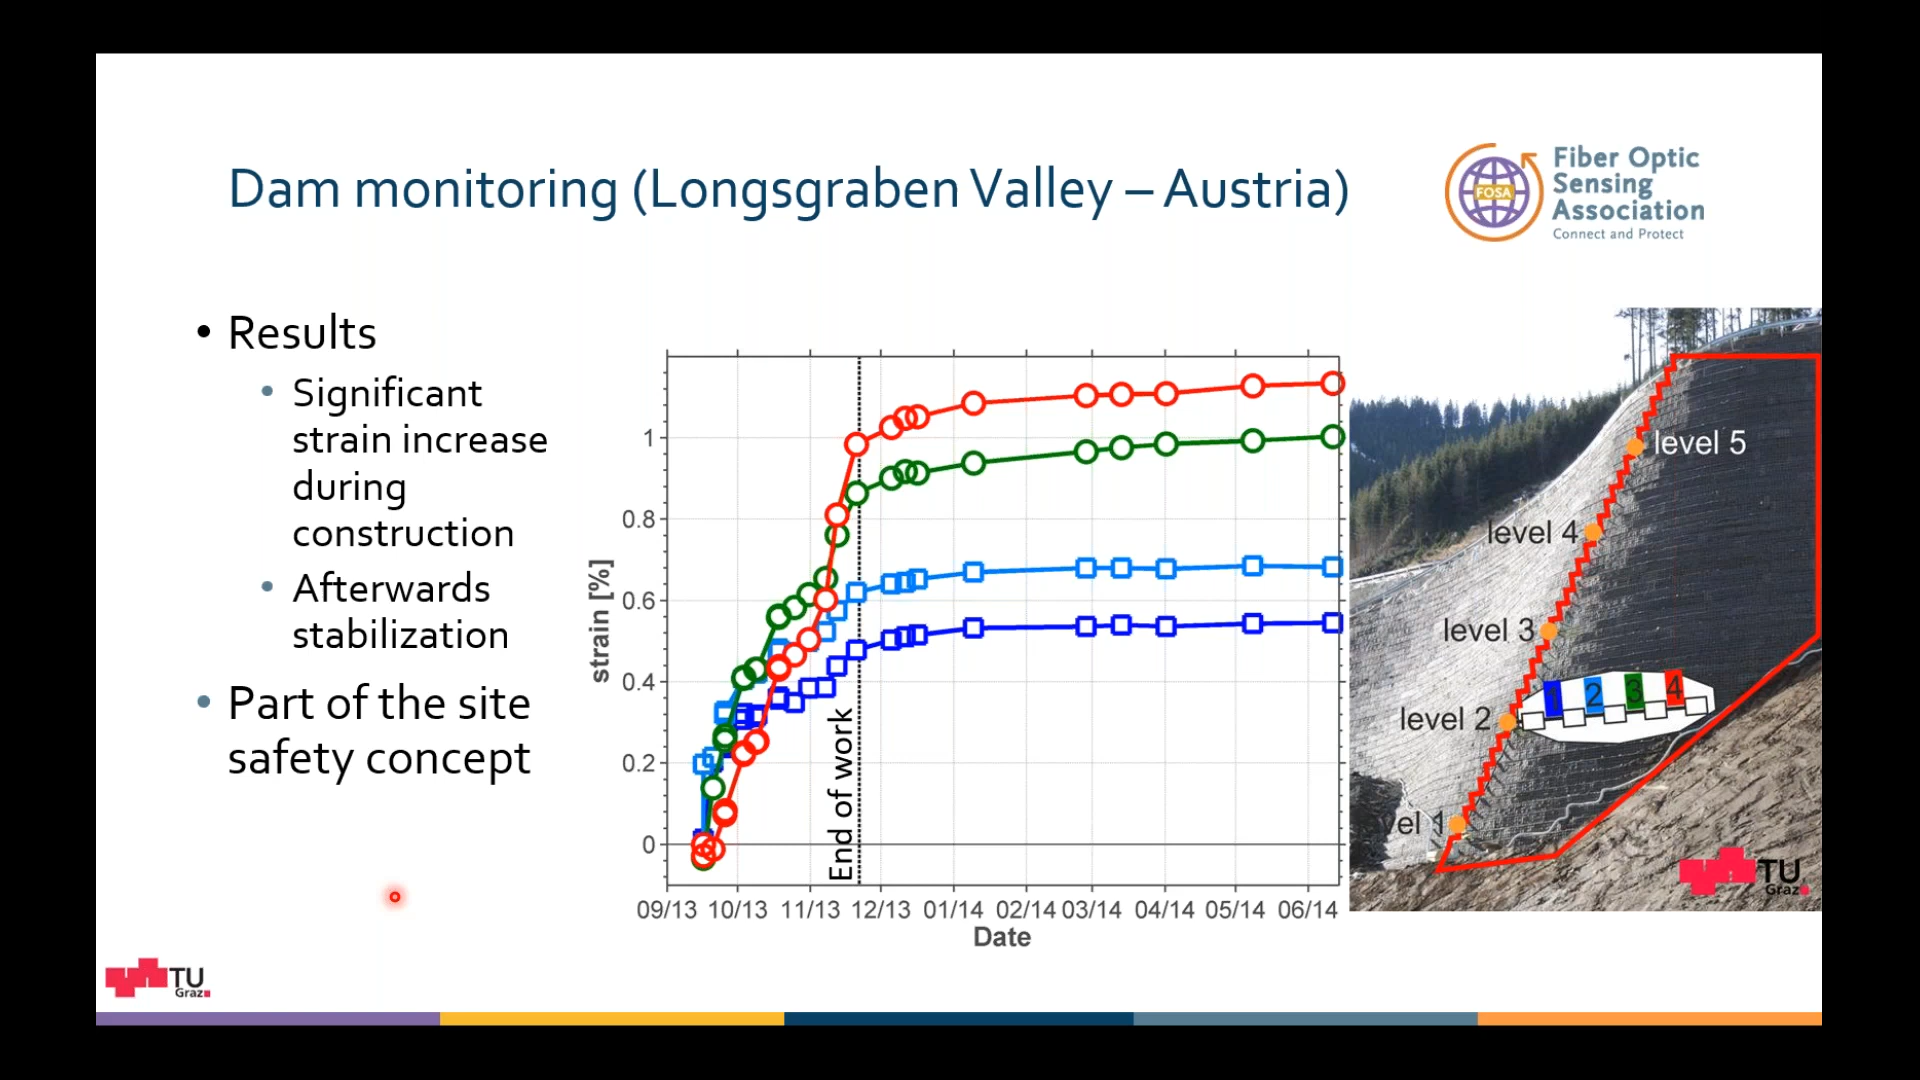 Dam monitoring (Longsgraben Valley – Austria)
FOSA
Fiber Optic
Sensing
Association
Connect and Protect
• Results
• Significant
strain increase
during
construction
• Afterwards
stabilization
• Part of the site
safety concept
strain [%]
1
0.8
0.6
0.4
0.2
0
End of work
09/13 10/13 11/13 12/13 01/14 02/14 03/14 04/14 05/14 06/14
Date
level 5
level 4
level 3
level 2
vel 1
1 2 3 4
TU
Graz
TU
Graz